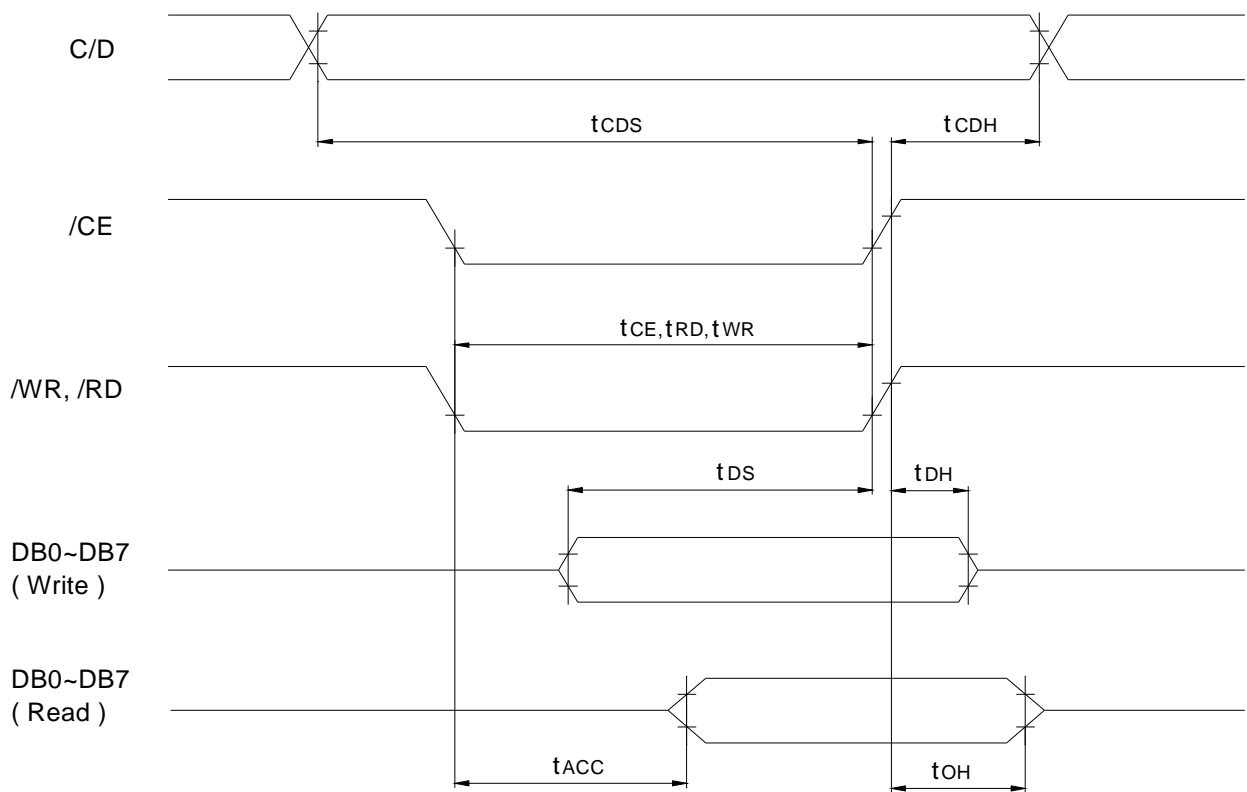 C/D
tCDS
tCDH
/CE
tCE,tRD,tWR
/WR, /RD
tDS
tDH
DB0~DB7
( Write )
DB0~DB7
( Read )
tACC
tOH